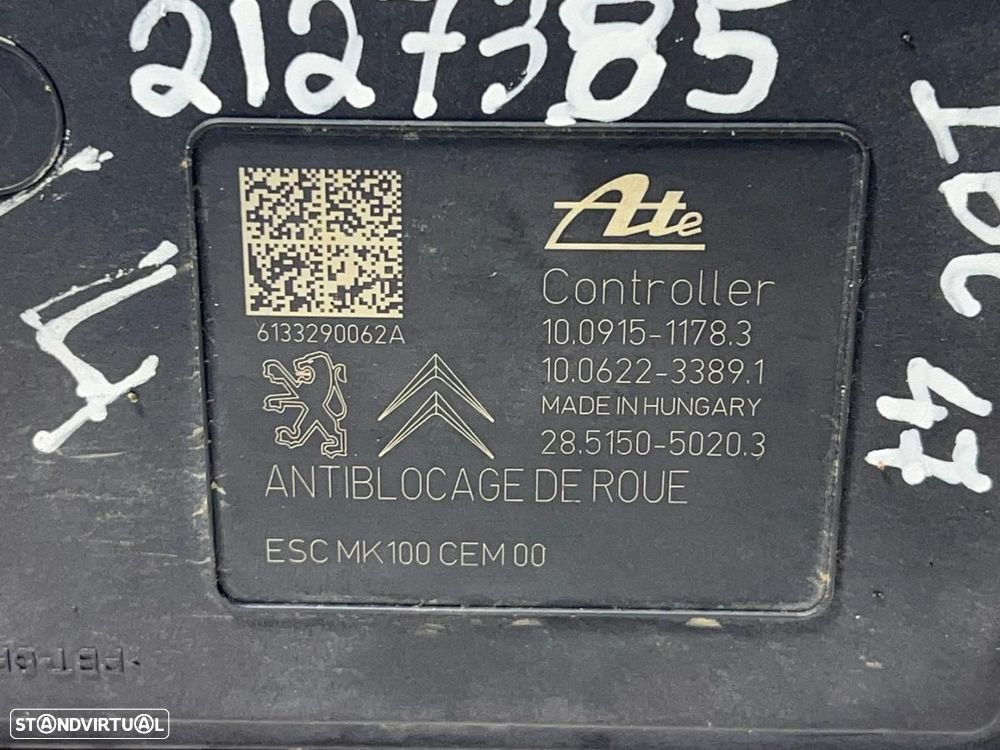 2127385
Ate
Controller
6133290062A
10.0915-1178.3
10.0622-3389.1
MADE IN HUNGARY
28.5150-5020.3
ANTIBLOCAGE DE ROUE
ESC MK100 CEM 00
STANDVIRTUAL